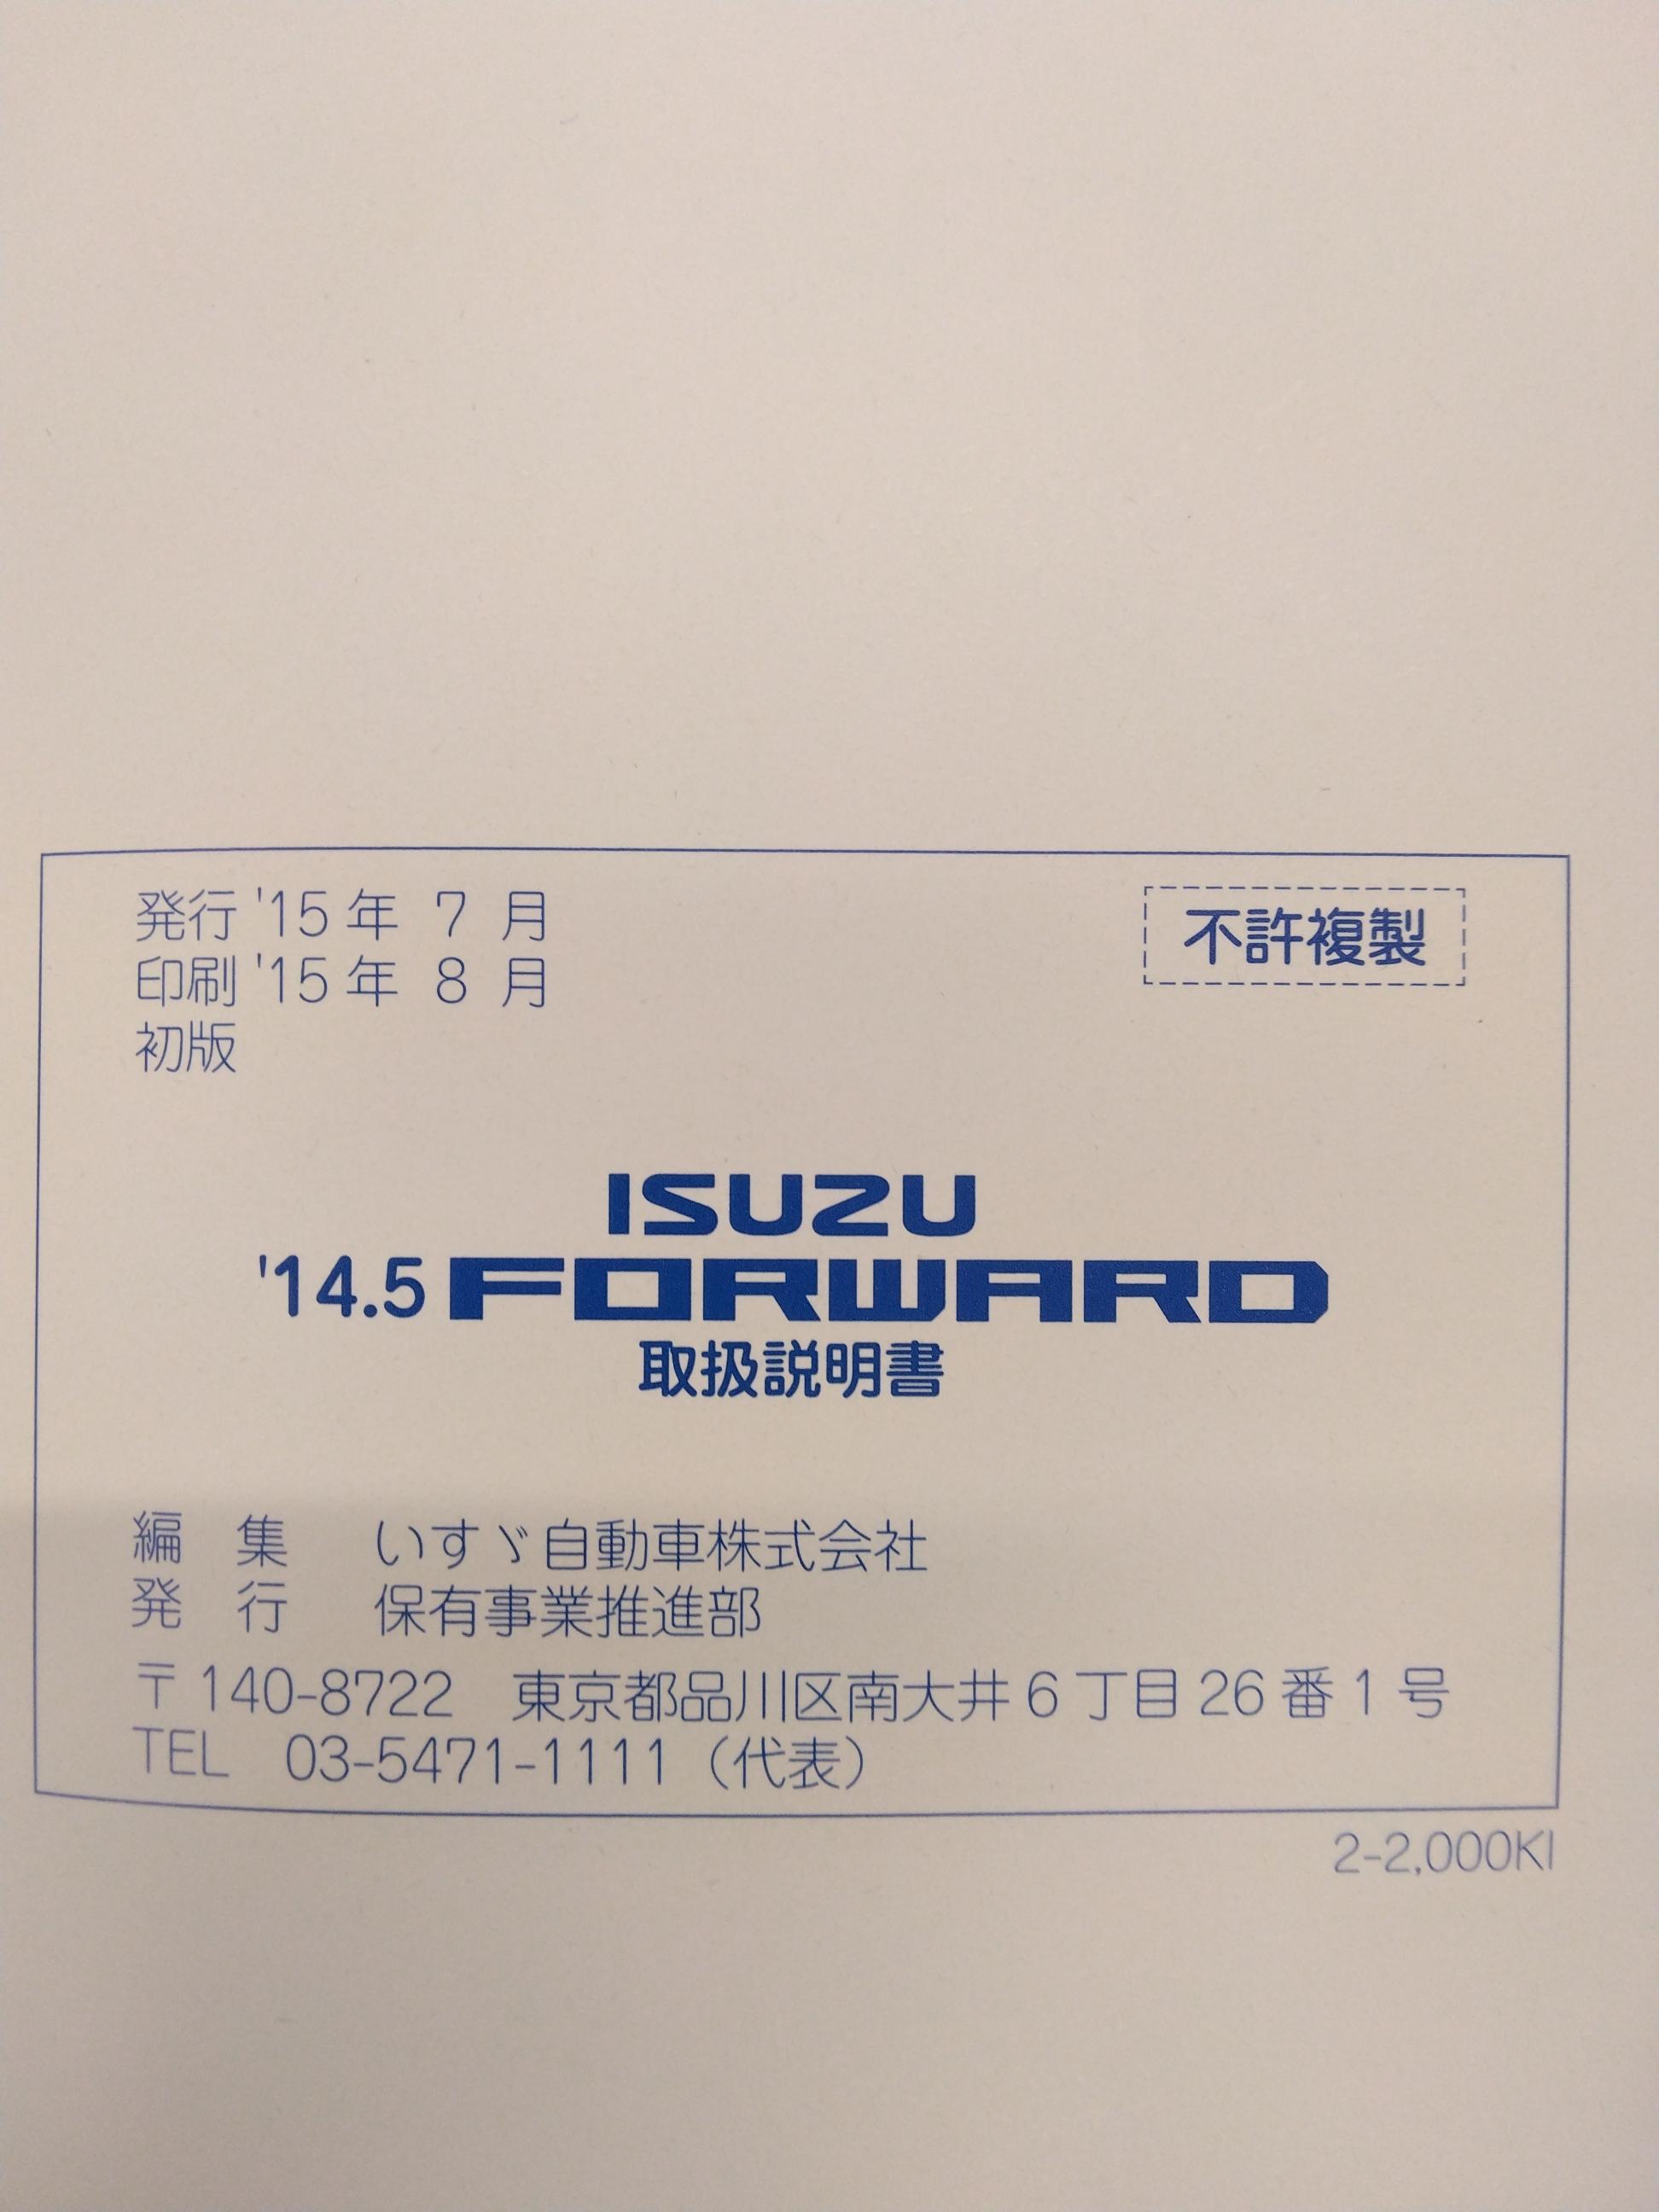 発行 '15 年 7 月
不許複製
印刷 '15 年 8 月
初版
ISUZU
'14.5 FORWARD
取扱説明書
編 集 いすゞ自動車株式会社
発 行 保有事業推進部
〒140-8722 東京都品川区南大井6丁目26番1号
TEL 03-5471-1111（代表）
2-2,000KI